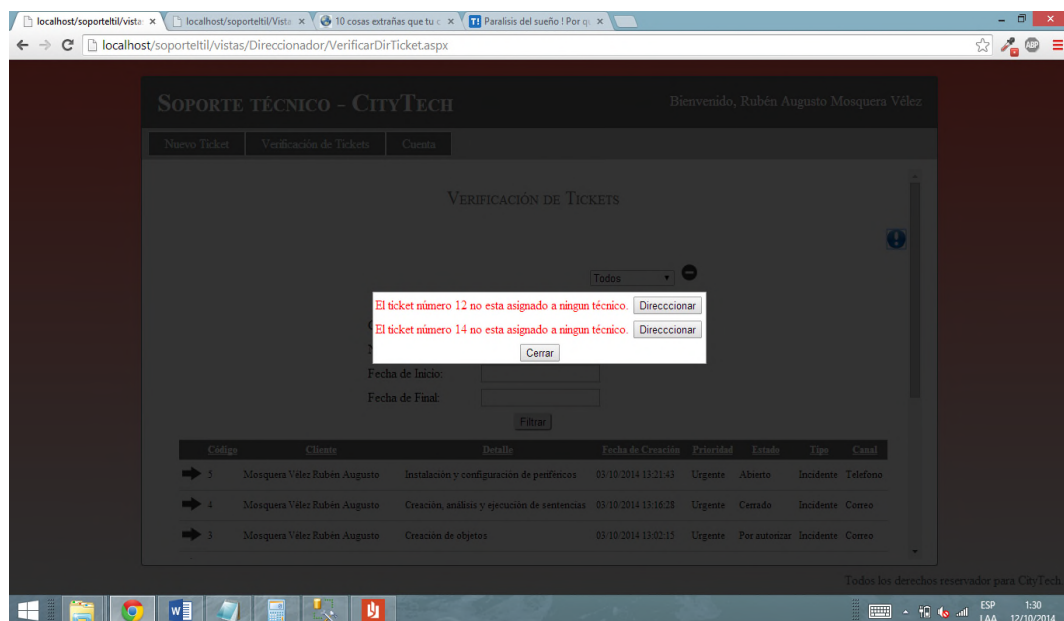 localhost/soporteltil/vista
localhost/soporteltil/Vista
10 cosas extrañas que tu c
Paralisis del sueño ! Por qu
localhost/soporteltil/vistas/Direccionador/VerificarDirTicket.aspx
ABP
SOPORTE TÉCNICO - CITYTECH
Bienvenido, Rubén Augusto Mosquera Vélez
Nuevo Ticket Verificación de Tickets Cuenta
VERIFICACIÓN DE TICKETS
Todos
El ticket número 12 no esta asignado a ningun técnico. Direcccionar
El ticket número 14 no esta asignado a ningun técnico. Direcccionar
Cerrar
Fecha de Inicio:
Fecha de Final:
Filtrar
Código Cliente Detalle Fecha de Creación Prioridad Estado Tipo Canal
5 Mosquera Vélez Rubén Augusto Instalación y configuración de periféricos 03/10/2014 13:21:43 Urgente Abierto Incidente Telefono
4 Mosquera Vélez Rubén Augusto Creación, análisis y ejecución de sentencias 03/10/2014 13:16:28 Urgente Cerrado Incidente Correo
3 Mosquera Vélez Rubén Augusto Creación de objetos 03/10/2014 13:02:15 Urgente Por autorizar Incidente Correo
Todos los derechos reservador para CityTech.
ESP 1:30
LAA 12/10/2014